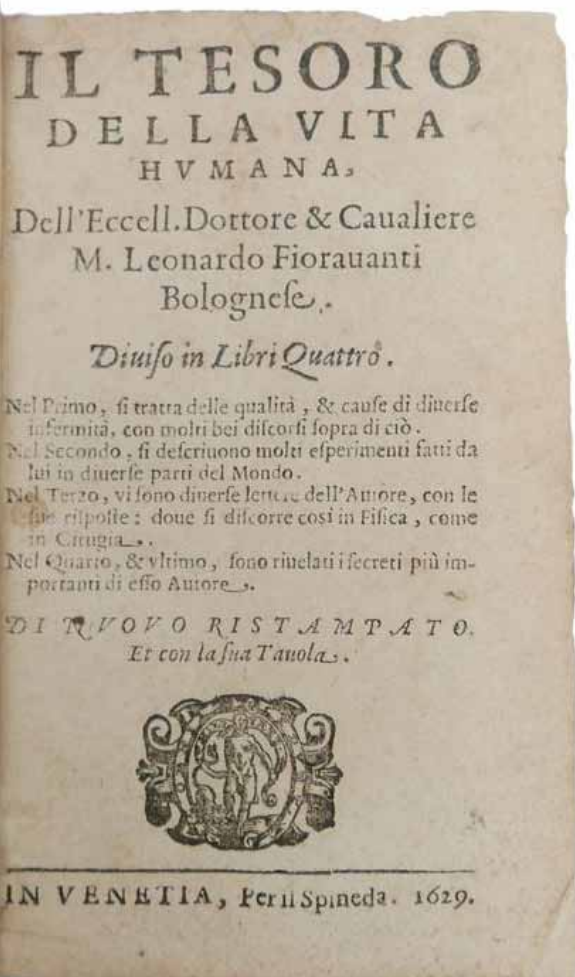 IL TESORO
DELLA VITA
HVMANA,
Dell'Eccell. Dottore & Caualiere
M. Leonardo Fiorauanti
Bologneſe.
Diuiſo in Libri Quattro.
Nel Primo, ſi tratta delle qualità, & cauſe di diuerſe
infermità, con molti bei diſcorſi ſopra di ciò.
Nel Secondo, ſi deſcriuono molti eſperimenti fatti da
lui in diuerſe parti del Mondo.
Nel Terzo, vi ſono diuerſe lettere dell'Autore, con le
ſue riſpoſte: doue ſi diſcorre così in Fiſica, come
in Cirugia.
Nel Quarto, & vltimo, ſono riuelati i ſecreti più im-
portanti di eſſo Autore.
DI NVOVO RISTAMPATO.
Et con la ſua Tauola.
IN VENETIA, Per il Spineda. 1629.